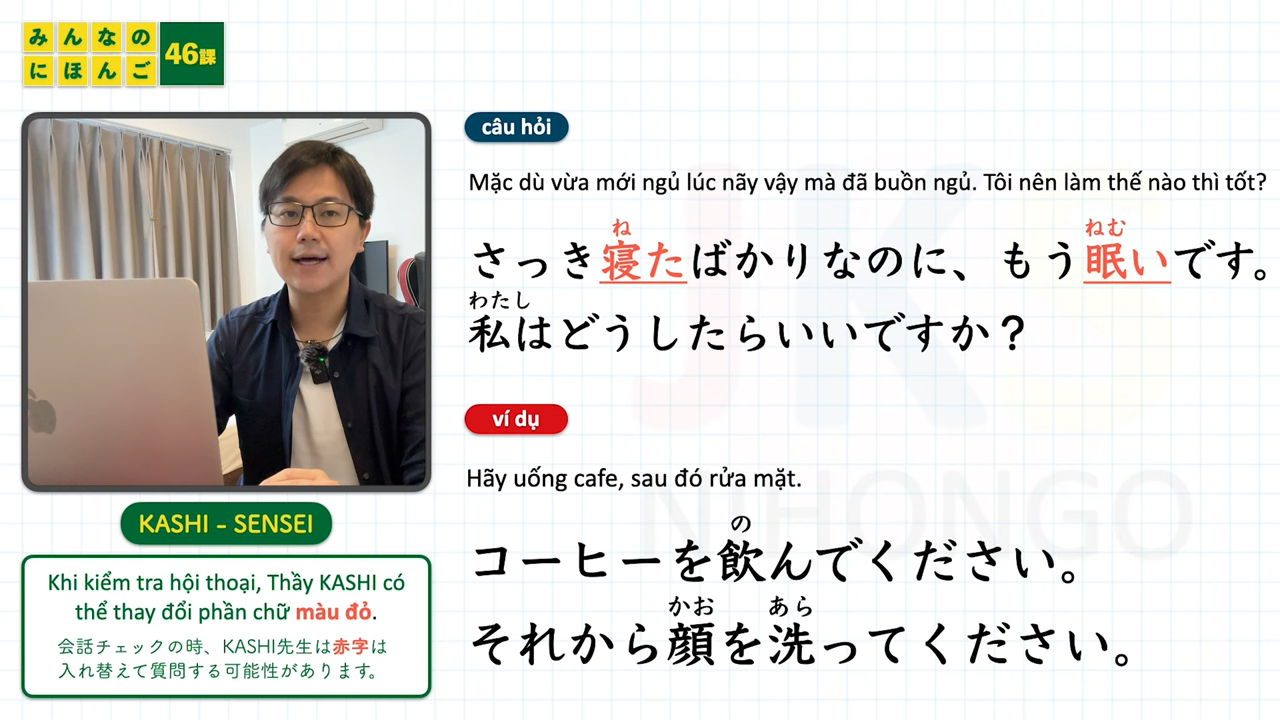 みんなの
にほんご
46課
câu hỏi
Mặc dù vừa mới ngủ lúc nãy vậy mà đã buồn ngủ. Tôi nên làm thế nào thì tốt?
ね ねむ
さっき寝たばかりなのに、もう眠いです。
わたし
私はどうしたらいいですか？
ví dụ
Hãy uống cafe, sau đó rửa mặt.
の
コーヒーを飲んでください。
かお あら
それから顔を洗ってください。
KASHI – SENSEI
Khi kiểm tra hội thoại, Thầy KASHI có
thể thay đổi phần chữ màu đỏ.
会話チェックの時、KASHI先生は赤字は
入れ替えて質問する可能性があります。
JKS
NIHONGO